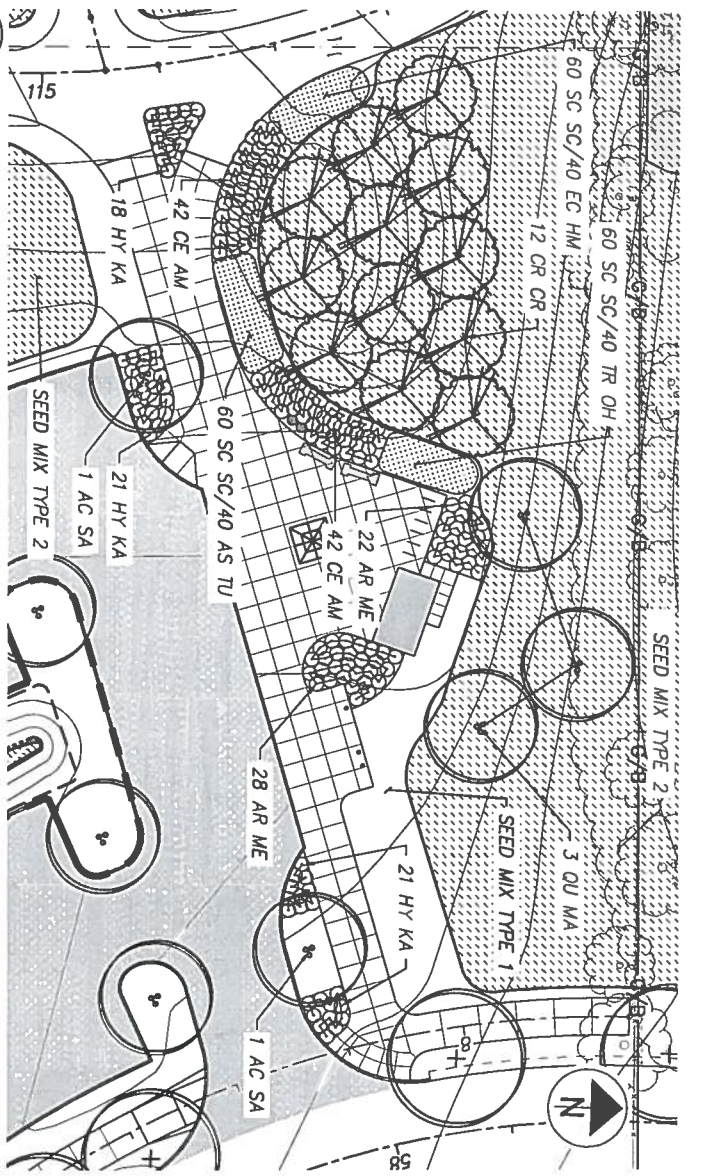 60 SC SC/40 EC HM
60 SC SC/40 TR OH
12 CR CR
SEED MIX TYPE 2
G/B
G/B
G/B
G/B
G/B
3 QU MA
SEED MIX TYPE 1
42 CE AM
18 HY KA
22 AR ME
42 CE AM
60 SC SC/40 AS TU
21 HY KA
1 AC SA
SEED MIX TYPE 2
28 AR ME
21 HY KA
1 AC SA
115
8
58
N